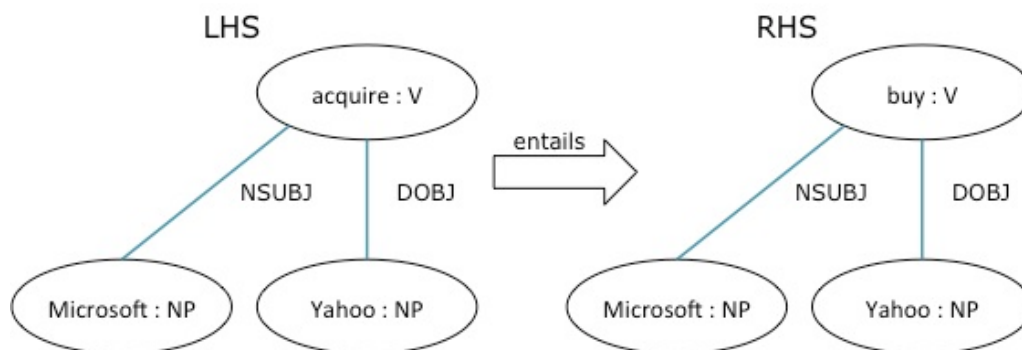 LHS
RHS
acquire : V
entails
buy : V
NSUBJ
DOBJ
NSUBJ
DOBJ
Microsoft : NP
Yahoo : NP
Microsoft : NP
Yahoo : NP